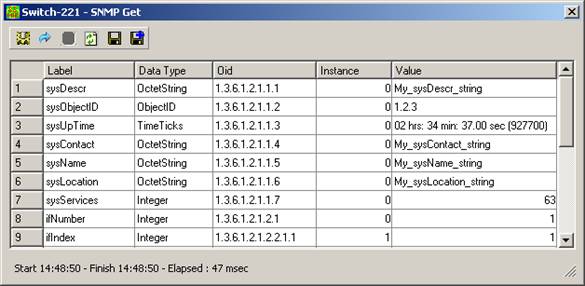 Switch-221 - SNMP Get
Label Data Type Oid Instance Value
1 sysDescr OctetString 1.3.6.1.2.1.1.1 0 My_sysDescr_string
2 sysObjectID ObjectID 1.3.6.1.2.1.1.2 0 1.2.3
3 sysUpTime TimeTicks 1.3.6.1.2.1.1.3 0 02 hrs: 34 min: 37.00 sec (927700)
4 sysContact OctetString 1.3.6.1.2.1.1.4 0 My_sysContact_string
5 sysName OctetString 1.3.6.1.2.1.1.5 0 My_sysName_string
6 sysLocation OctetString 1.3.6.1.2.1.1.6 0 My_sysLocation_string
7 sysServices Integer 1.3.6.1.2.1.1.7 0 63
8 ifNumber Integer 1.3.6.1.2.1.2.1 0 1
9 ifIndex Integer 1.3.6.1.2.1.2.2.1.1 1 1
Start 14:48:50 - Finish 14:48:50 - Elapsed : 47 msec